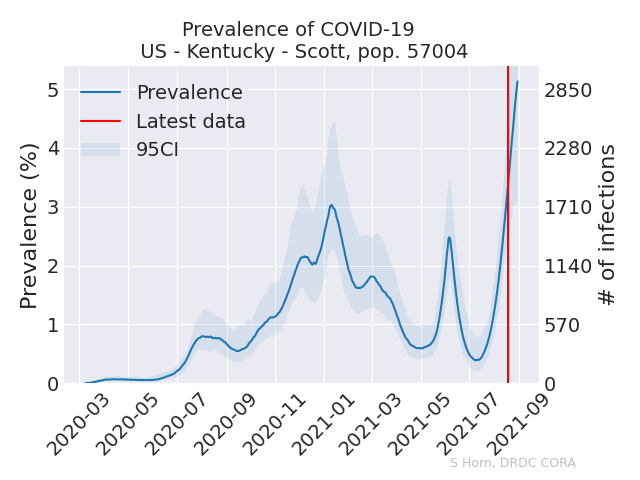 Prevalence of COVID-19
US - Kentucky - Scott, pop. 57004
Prevalence
Latest data
95CI
Prevalence (%)
5
4
3
2
1
0
2850
2280
1710
1140
570
0
# of infections
2020-03
2020-05
2020-07
2020-09
2020-11
2021-01
2021-03
2021-05
2021-07
2021-09
S Horn, DRDC CORA